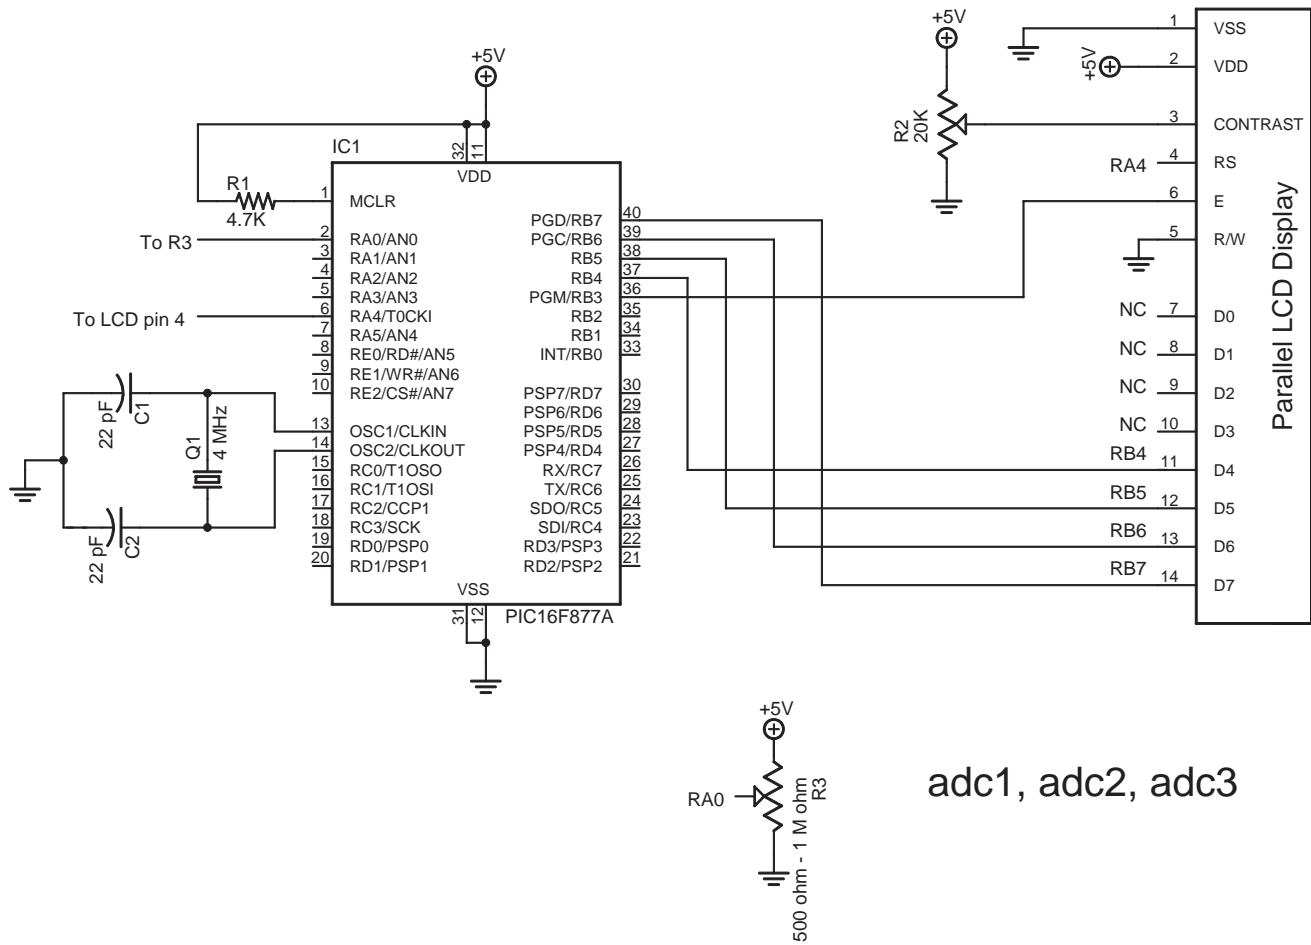 +5V
IC1
32
11
VDD
R1
4.7K
1
MCLR
To R3
2
RA0/AN0
3
RA1/AN1
4
RA2/AN2
5
RA3/AN3
To LCD pin 4
6
RA4/T0CKI
7
RA5/AN4
8
RE0/RD#/AN5
9
RE1/WR#/AN6
10
RE2/CS#/AN7
13
OSC1/CLKIN
14
OSC2/CLKOUT
15
RC0/T1OSO
16
RC1/T1OSI
17
RC2/CCP1
18
RC3/SCK
19
RD0/PSP0
20
RD1/PSP1
22 pF
C1
Q1
4 MHz
22 pF
C2
PGD/RB7
40
PGC/RB6
39
RB5
38
RB4
37
PGM/RB3
36
RB2
35
RB1
34
INT/RB0
33
PSP7/RD7
30
PSP6/RD6
29
PSP5/RD5
28
PSP4/RD4
27
RX/RC7
26
TX/RC6
25
SDO/RC5
24
SDI/RC4
23
RD3/PSP3
22
RD2/PSP2
21
VSS
31
12
PIC16F877A
+5V
R2
20K
1
VSS
+5V
2
VDD
3
CONTRAST
RA4
4
RS
6
E
5
R/W
NC
7
D0
NC
8
D1
NC
9
D2
NC
10
D3
RB4
11
D4
RB5
12
D5
RB6
13
D6
RB7
14
D7
Parallel LCD Display
+5V
RA0
R3
500 ohm - 1 M ohm
adc1, adc2, adc3